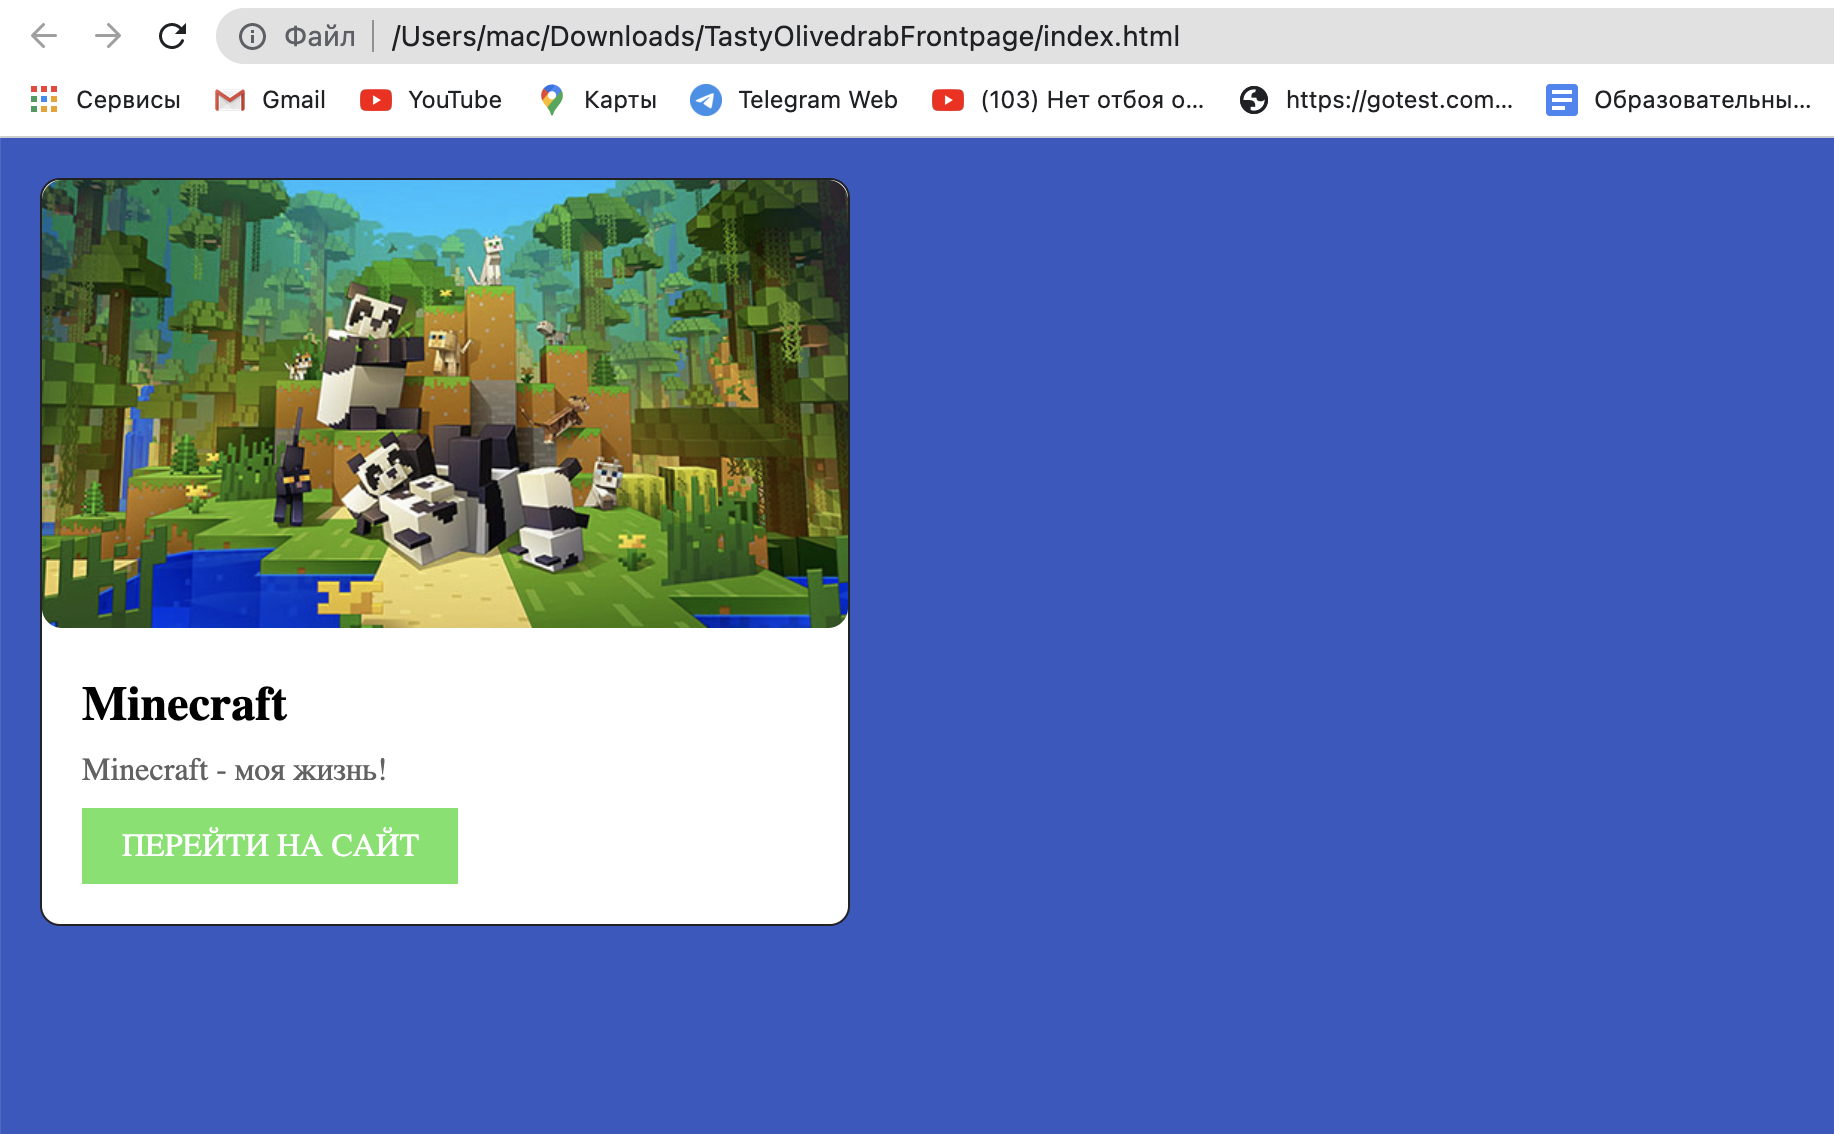 Файл /Users/mac/Downloads/TastyOlivedrabFrontpage/index.html
Сервисы Gmail YouTube Карты Telegram Web (103) Нет отбоя о... https://gotest.com... Образовательны...
Minecraft
Minecraft - моя жизнь!
ПЕРЕЙТИ НА САЙТ